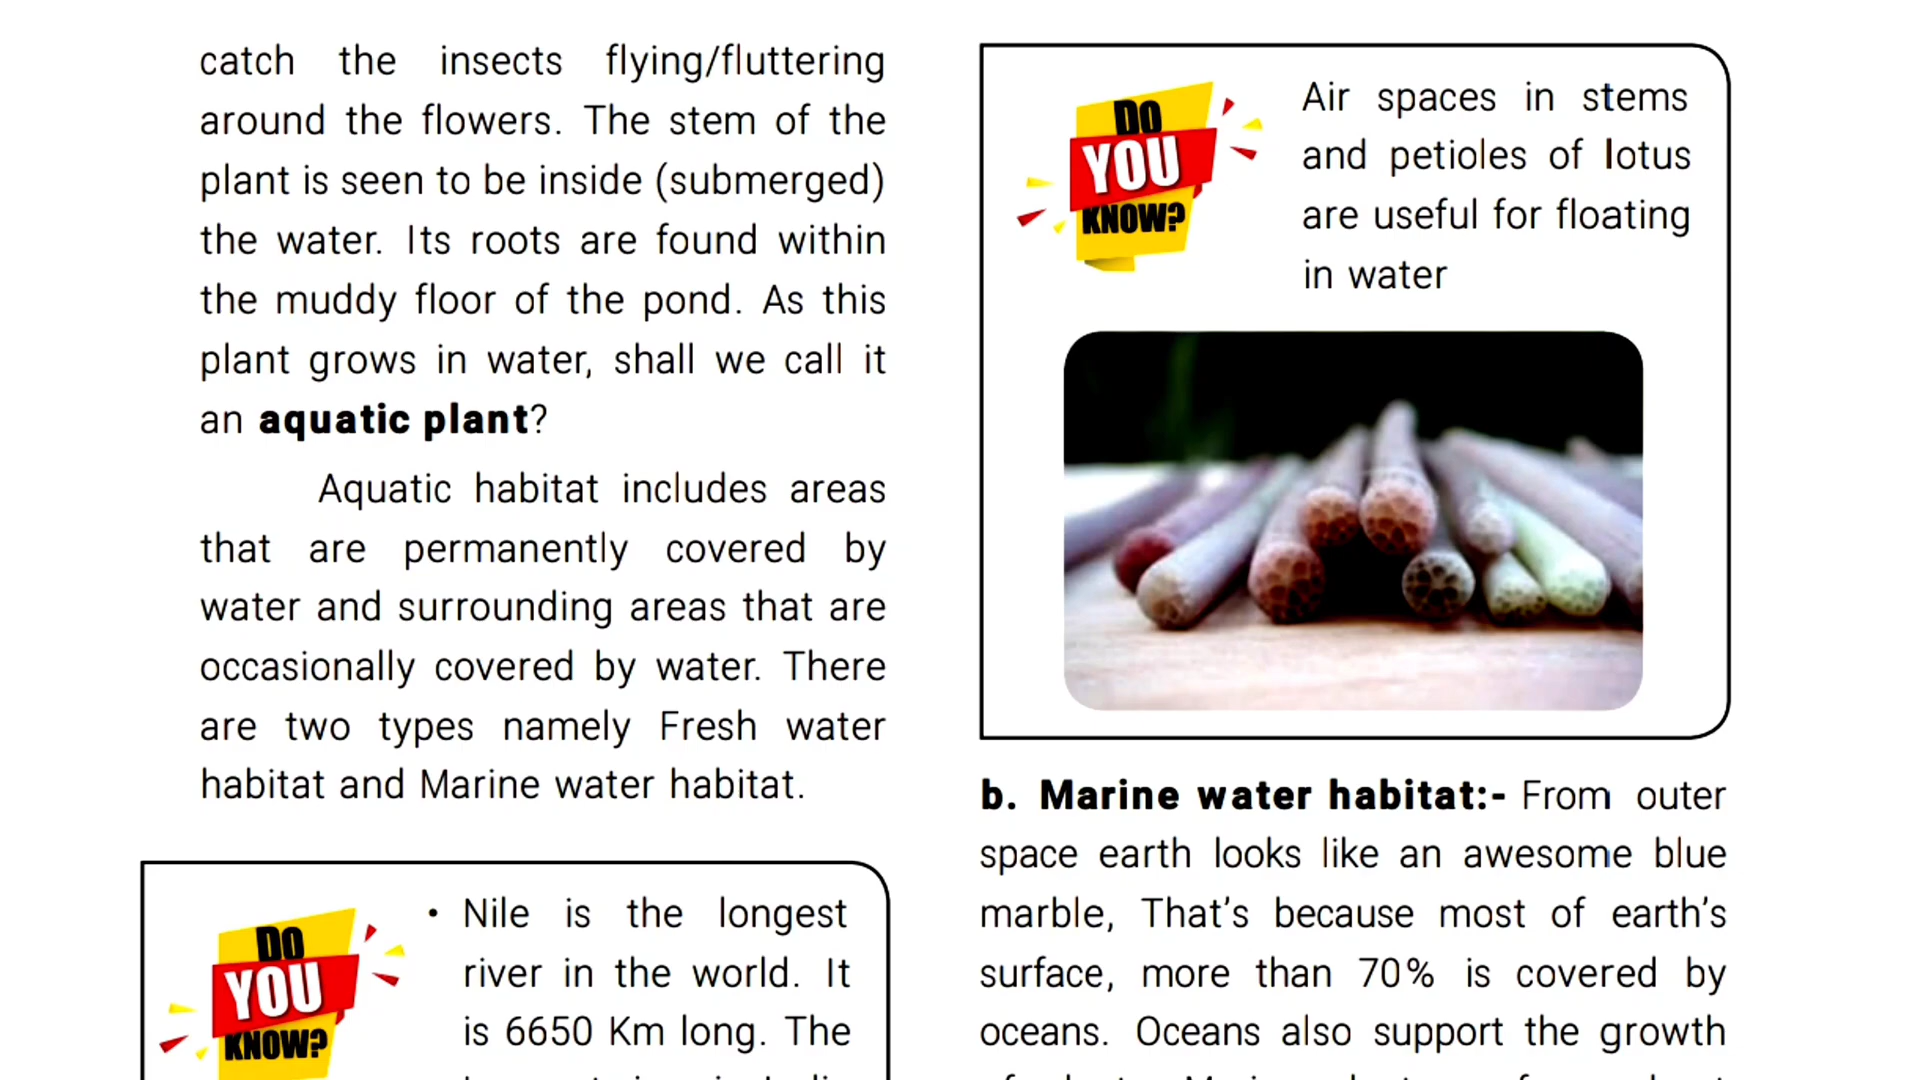 catch the insects flying/fluttering
around the flowers. The stem of the
plant is seen to be inside (submerged)
the water. Its roots are found within
the muddy floor of the pond. As this
plant grows in water, shall we call it
an aquatic plant?
Aquatic habitat includes areas
that are permanently covered by
water and surrounding areas that are
occasionally covered by water. There
are two types namely Fresh water
habitat and Marine water habitat.
DO
YOU
KNOW?
• Nile is the longest
river in the world. It
is 6650 Km long. The
DO
YOU
KNOW?
Air spaces in stems
and petioles of lotus
are useful for floating
in water
b. Marine water habitat:- From outer
space earth looks like an awesome blue
marble, That's because most of earth's
surface, more than 70% is covered by
oceans. Oceans also support the growth